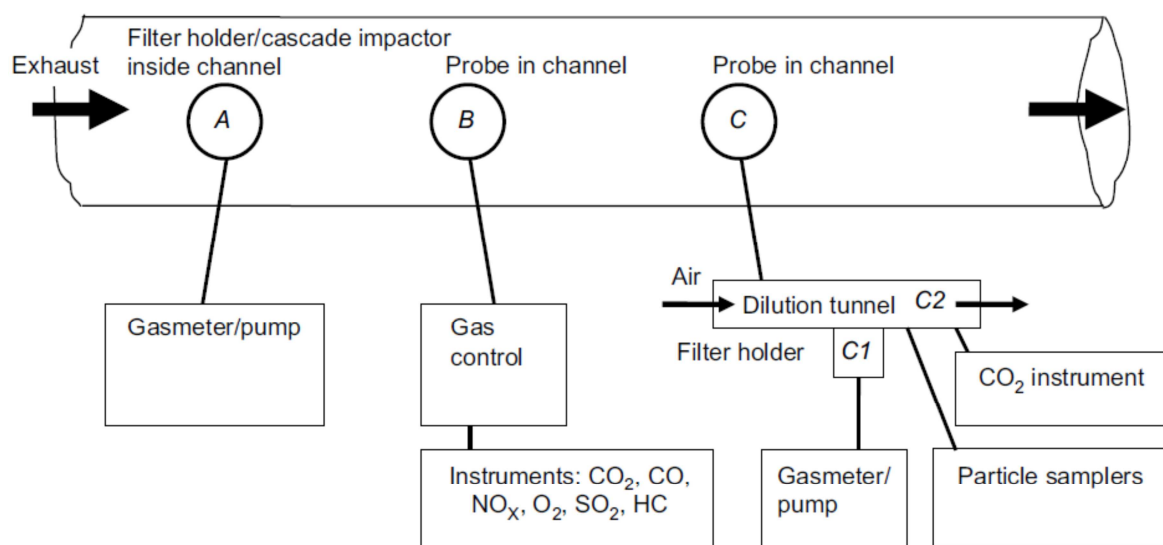 Filter holder/cascade impactor
inside channel
Exhaust
Probe in channel
Probe in channel
A
B
C
Air
Dilution tunnel
C2
Filter holder
C1
Gasmeter/pump
Gas
control
CO₂ instrument
Instruments: CO₂, CO,
NOₓ, O₂, SO₂, HC
Gasmeter/
pump
Particle samplers